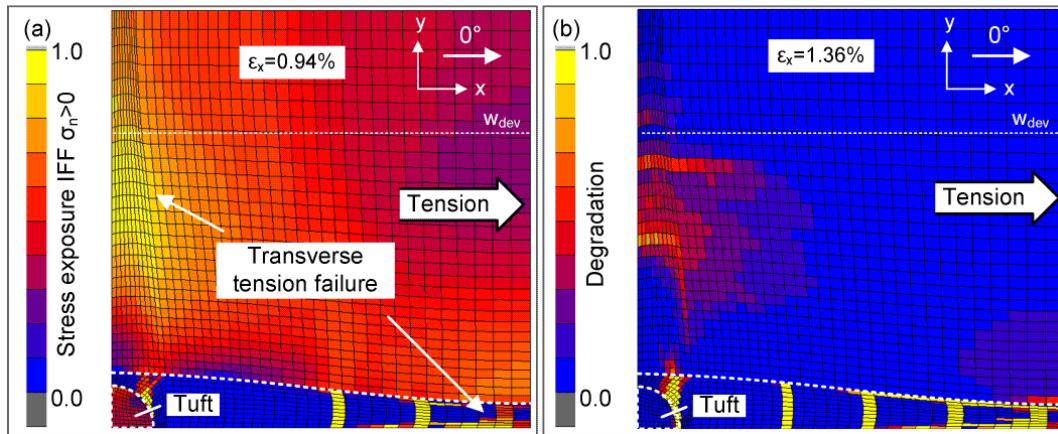 (a)
1.0
Stress exposure IFF σn>0
0.0
εx=0.94%
y
x
0°
wdev
Tension
Transverse
tension failure
Tuft
(b)
1.0
Degradation
0.0
εx=1.36%
y
x
0°
wdev
Tension
Tuft